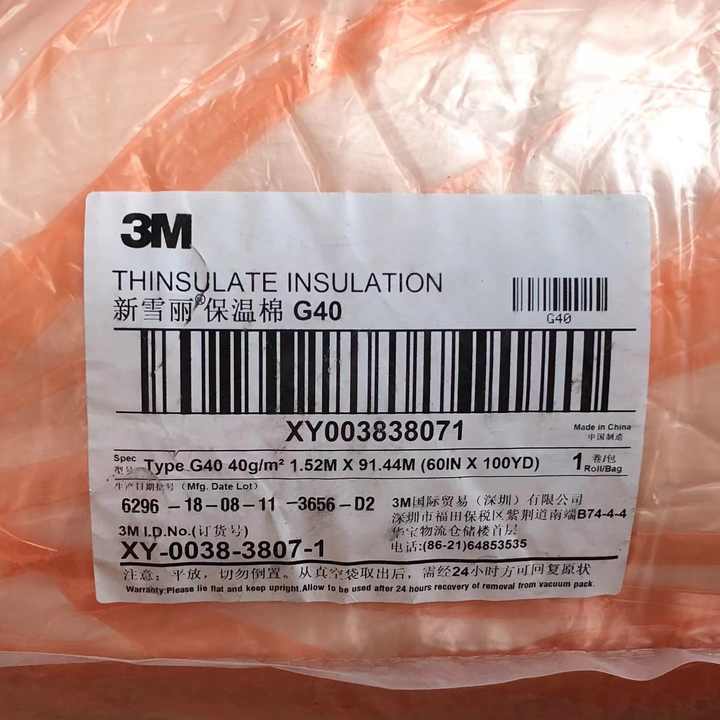 3M
THINSULATE INSULATION
新雪丽®保温棉 G40
G40
XY003838071
Made in China
中国制造
Spec
型号 Type G40 40g/m² 1.52M X 91.44M (60IN X 100YD)
1 卷/包
Roll/Bag
生产日期批号 (Mfg. Date Lot)
6296 -18-08-11 -3656-D2
3M I.D.No.(订货号)
XY-0038-3807-1
3M国际贸易（深圳）有限公司
深圳市福田保税区紫荆道南端B74-4-4
华宝物流仓储楼首层
电话:(86-21)64853535
注意：平放，切勿倒置。从真空袋取出后，需经24小时方可回复原状
Warranty:Please lie flat and keep upright.Allow to be used after 24 hours recovery of removal from vacuum pack.